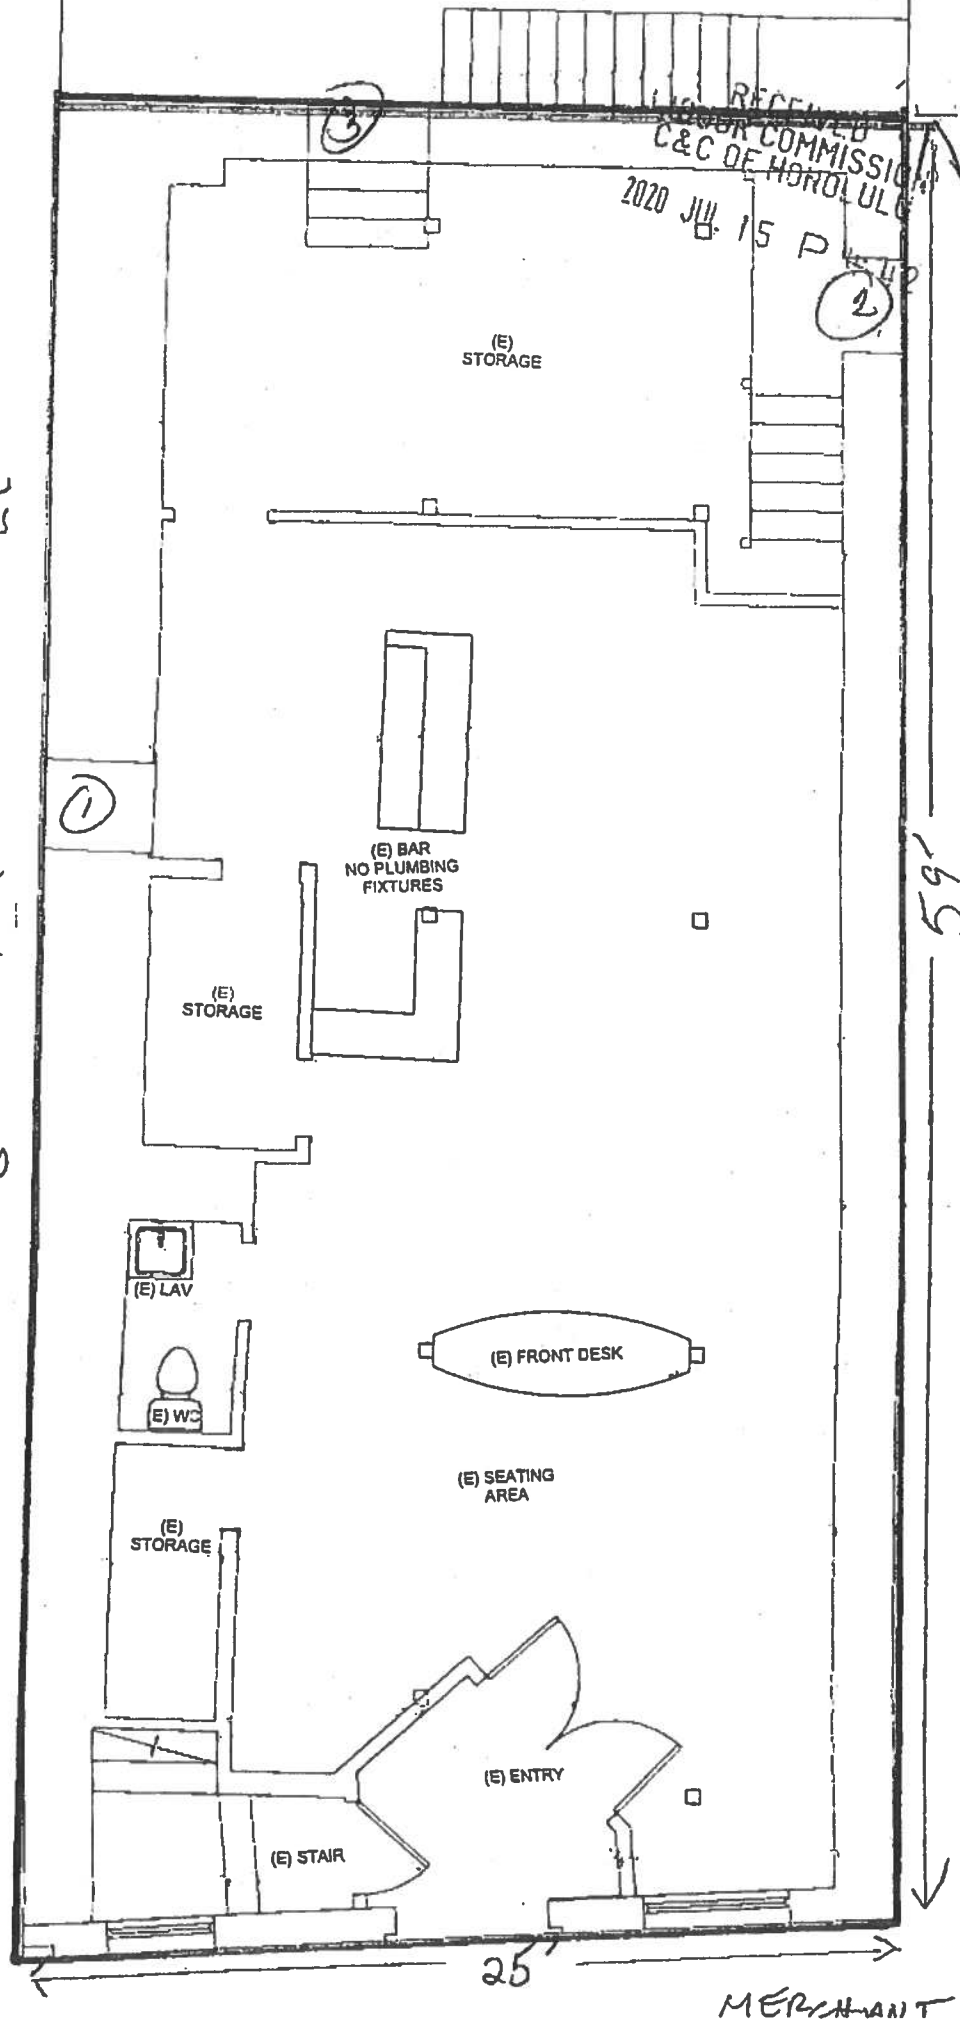 3
RECEIVED
LIQUOR COMMISSION
C&C OF HONOLULU
2020 JUL 15 P
2
(E)
STORAGE
1
(E) BAR
NO PLUMBING
FIXTURES
59'
(E)
STORAGE
(E) LAV
(E) FRONT DESK
E) WC
(E) SEATING
AREA
(E)
STORAGE
(E) ENTRY
(E) STAIR
25
MERCHANT